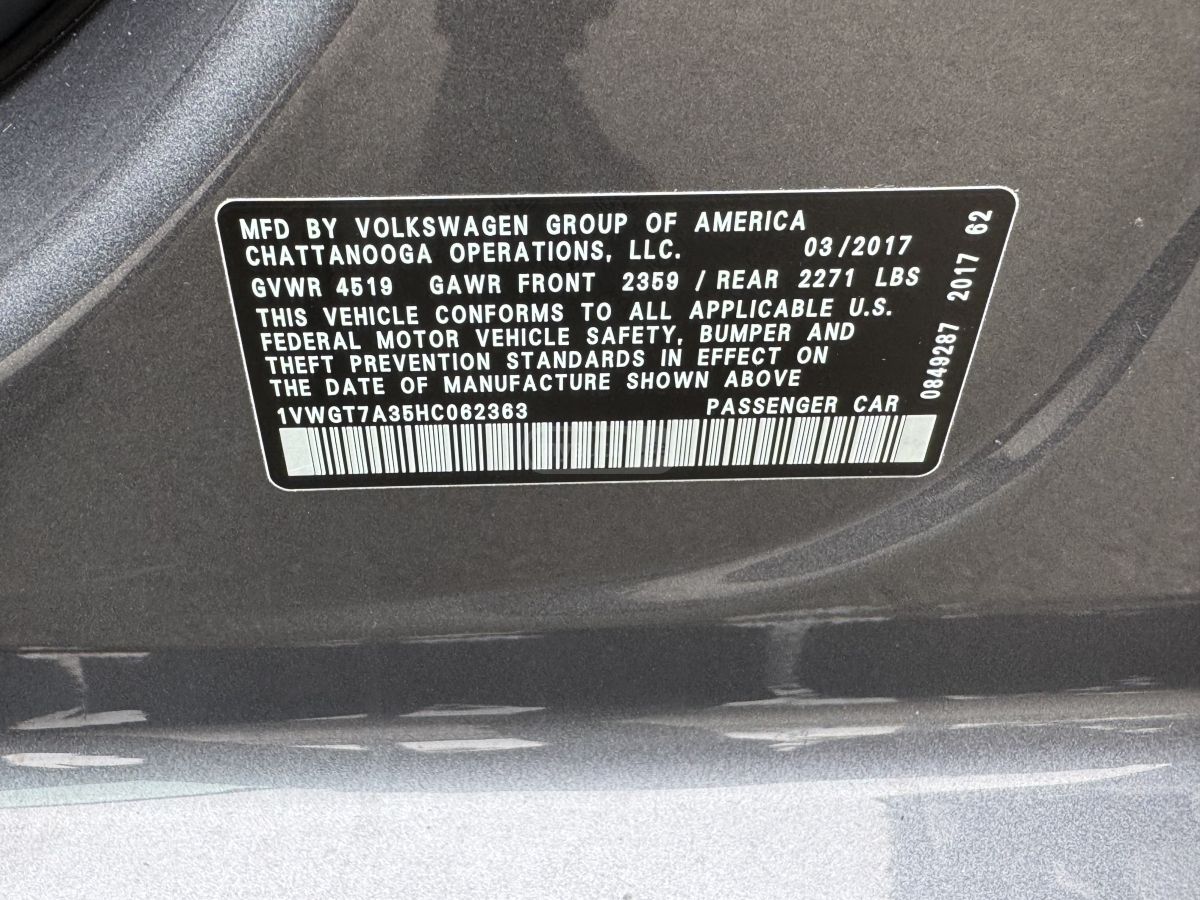 MFD BY VOLKSWAGEN GROUP OF AMERICA
CHATTANOOGA OPERATIONS, LLC. 03/2017
GVWR 4519 GAWR FRONT 2359 / REAR 2271 LBS
THIS VEHICLE CONFORMS TO ALL APPLICABLE U.S.
FEDERAL MOTOR VEHICLE SAFETY, BUMPER AND
THEFT PREVENTION STANDARDS IN EFFECT ON
THE DATE OF MANUFACTURE SHOWN ABOVE
1VWGT7A35HC062363 PASSENGER CAR
0849287 2017 62